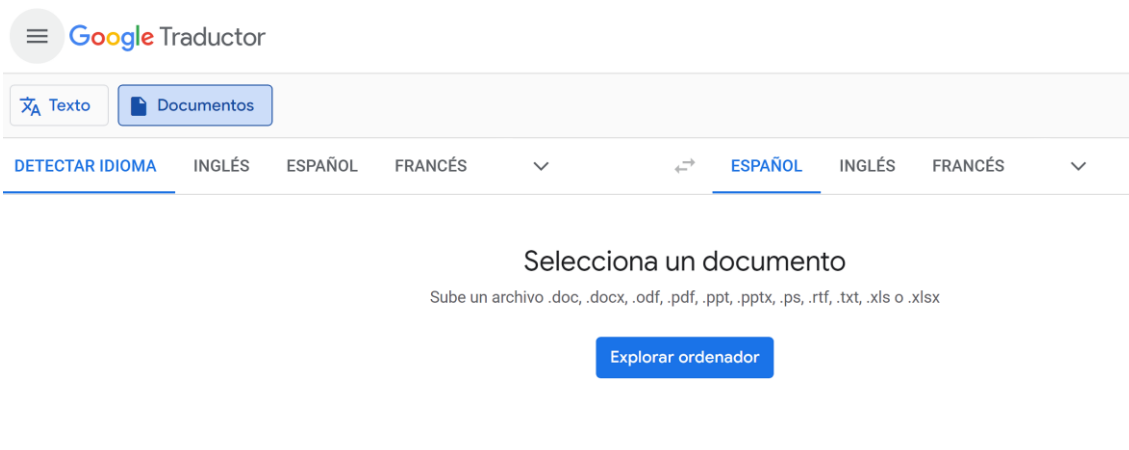 Google Traductor
Texto Documentos
DETECTAR IDIOMA INGLÉS ESPAÑOL FRANCÉS ESPAÑOL INGLÉS FRANCÉS
Selecciona un documento
Sube un archivo .doc, .docx, .odf, .pdf, .ppt, .pptx, .ps, .rtf, .txt, .xls o .xlsx
Explorar ordenador